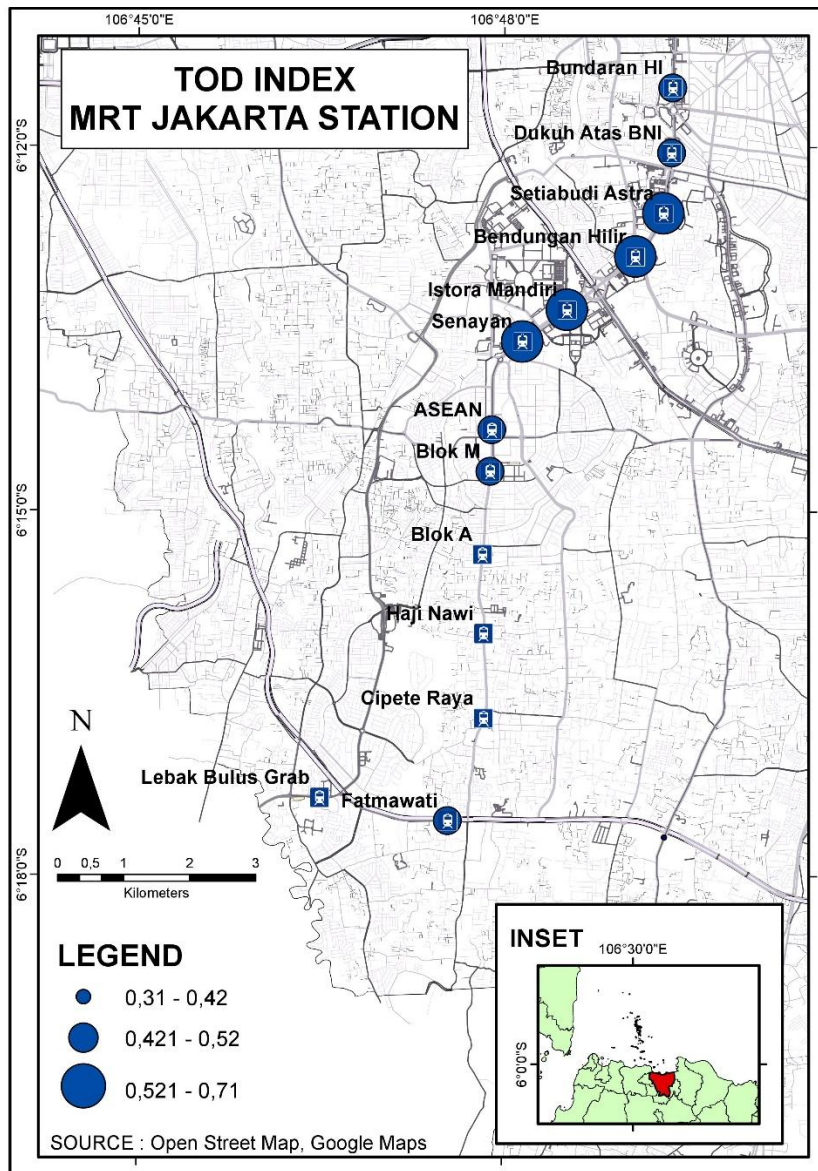 106°45'0"E
106°48'0"E
TOD INDEX
MRT JAKARTA STATION
Bundaran HI
6°12'0"S
Dukuh Atas BNI
Setiabudi Astra
Bendungan Hilir
Istora Mandiri
Senayan
ASEAN
Blok M
6°15'0"S
Blok A
Haji Nawi
Cipete Raya
N
Lebak Bulus Grab
Fatmawati
0 0,5 1 2 3
Kilometers
6°18'0"S
LEGEND
0,31 - 0,42
0,421 - 0,52
0,521 - 0,71
SOURCE : Open Street Map, Google Maps
INSET
106°30'0"E
6°0'0"S